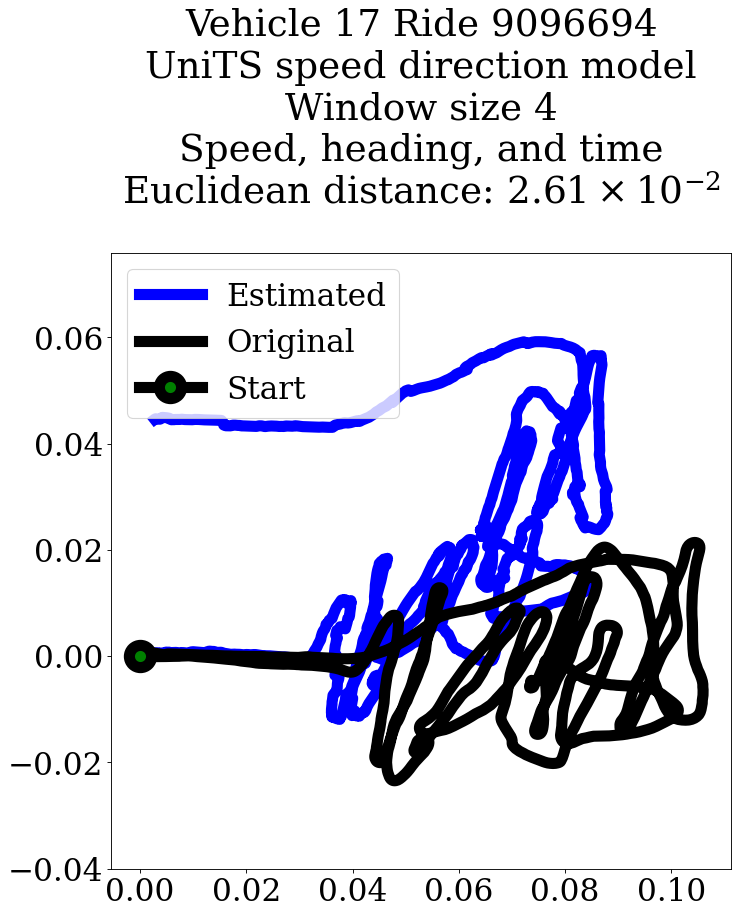 Vehicle 17 Ride 9096694
UniTS speed direction model
Window size 4
Speed, heading, and time
Euclidean distance: 2.61 × 10⁻²
Estimated
Original
Start
0.06
0.04
0.02
0.00
−0.02
−0.04
0.00 0.02 0.04 0.06 0.08 0.10